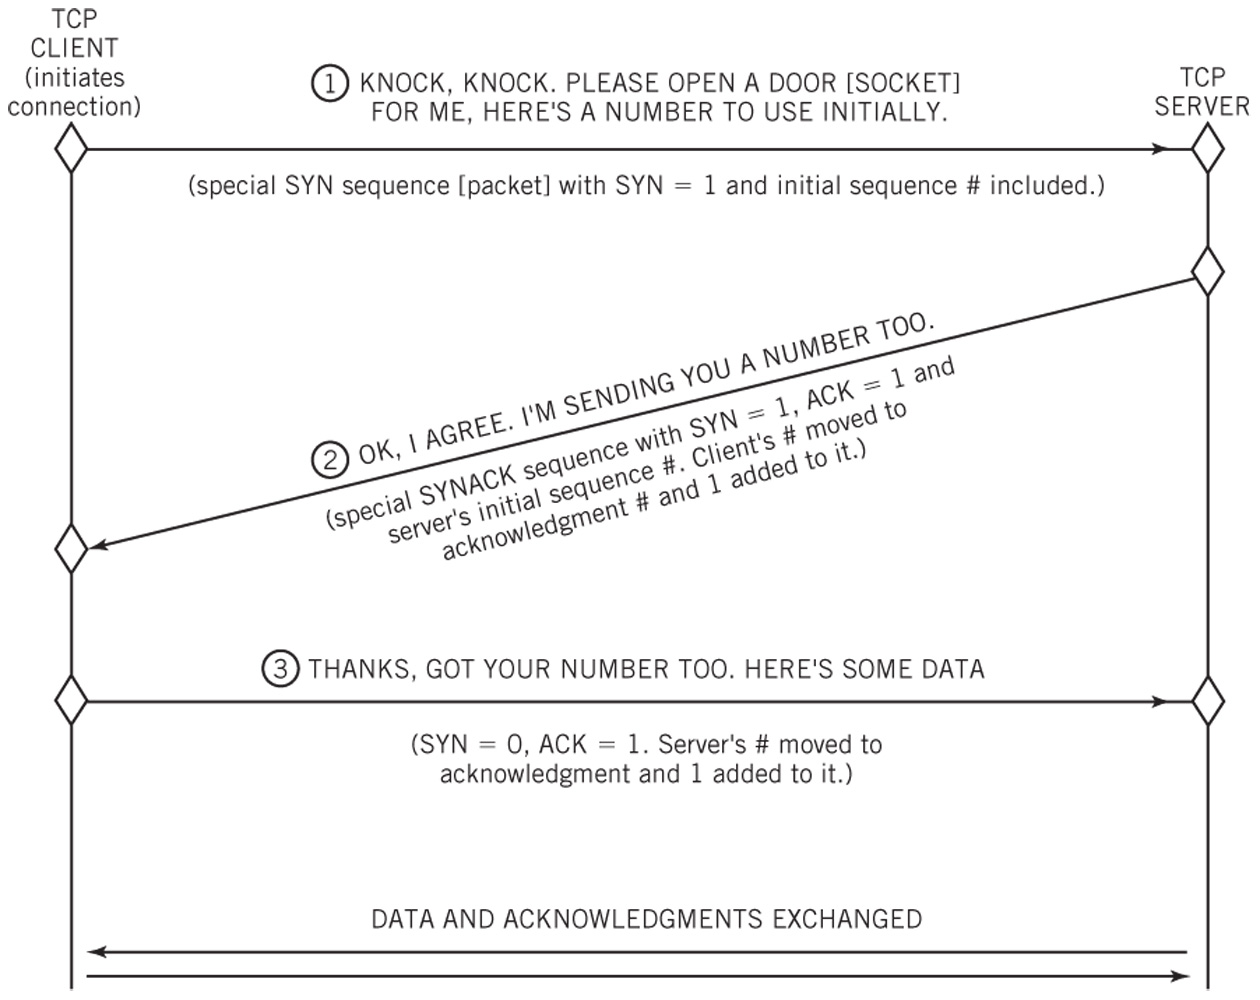 TCP
CLIENT
(initiates
connection)
TCP
SERVER
1 KNOCK, KNOCK. PLEASE OPEN A DOOR [SOCKET]
FOR ME, HERE'S A NUMBER TO USE INITIALLY.
(special SYN sequence [packet] with SYN = 1 and initial sequence # included.)
2 OK, I AGREE. I'M SENDING YOU A NUMBER TOO.
(special SYNACK sequence with SYN = 1, ACK = 1 and
server's initial sequence #. Client's # moved to
acknowledgment # and 1 added to it.)
3 THANKS, GOT YOUR NUMBER TOO. HERE'S SOME DATA
(SYN = 0, ACK = 1. Server's # moved to
acknowledgment and 1 added to it.)
DATA AND ACKNOWLEDGMENTS EXCHANGED